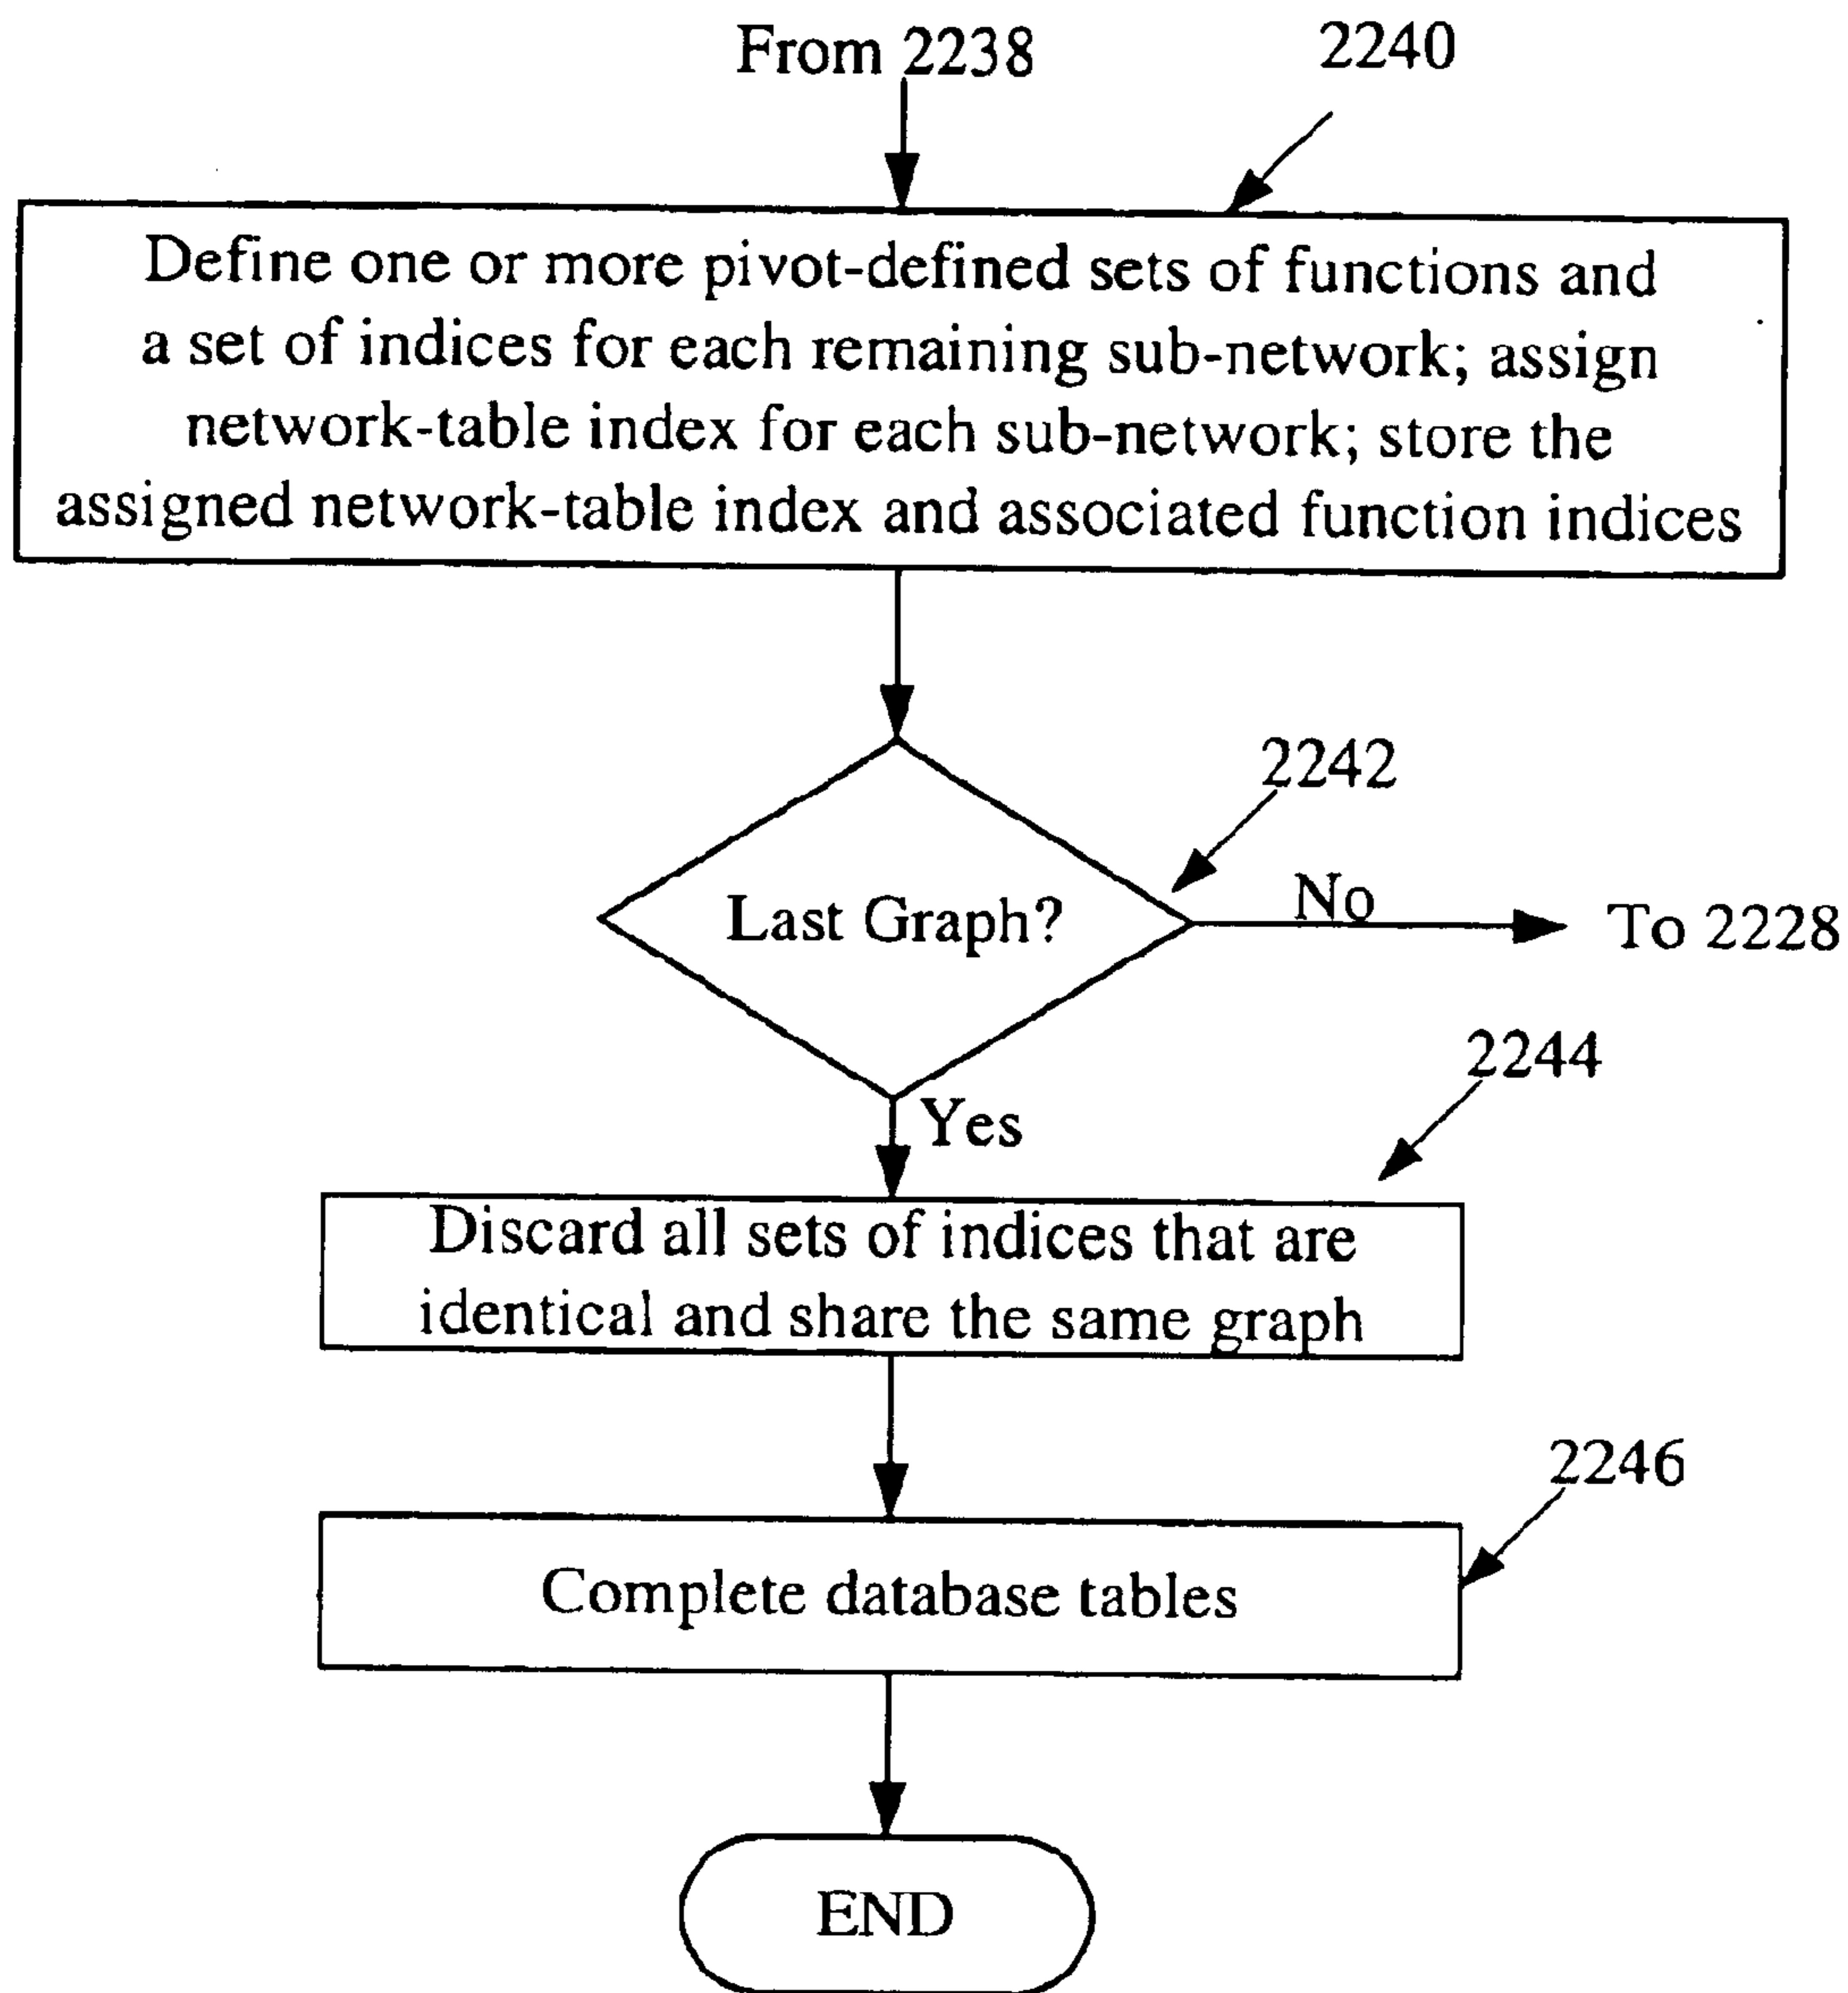 From 2238
2240
Define one or more pivot-defined sets of functions and
a set of indices for each remaining sub-network; assign
network-table index for each sub-network; store the
assigned network-table index and associated function indices
2242
Last Graph?
No
To 2228
Yes
2244
Discard all sets of indices that are
identical and share the same graph
2246
Complete database tables
END